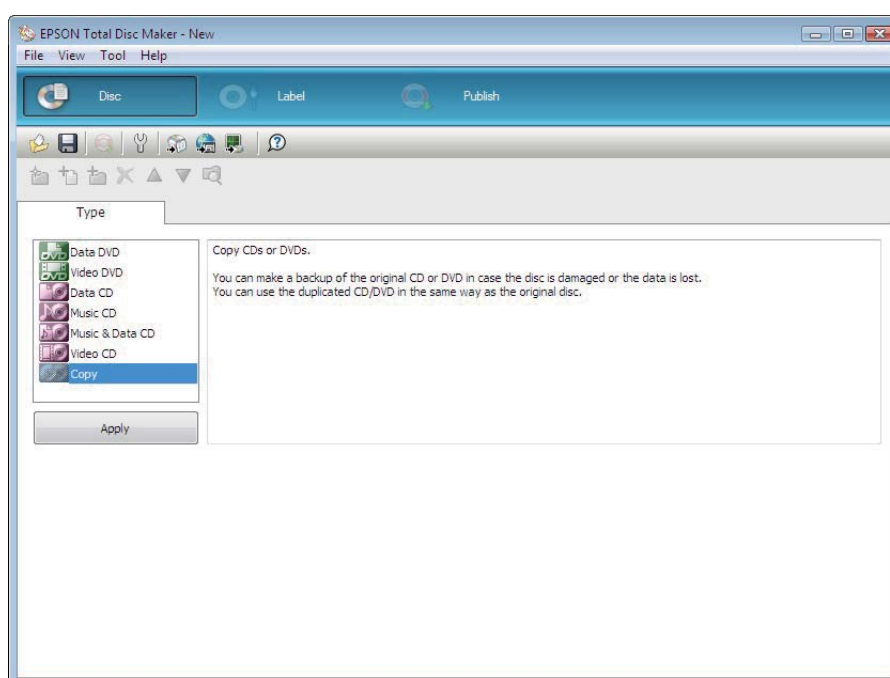 EPSON Total Disc Maker - New
File View Tool Help
Disc Label Publish
Type
Data DVD
Video DVD
Data CD
Music CD
Music & Data CD
Video CD
Copy
Apply
Copy CDs or DVDs.
You can make a backup of the original CD or DVD in case the disc is damaged or the data is lost.
You can use the duplicated CD/DVD in the same way as the original disc.